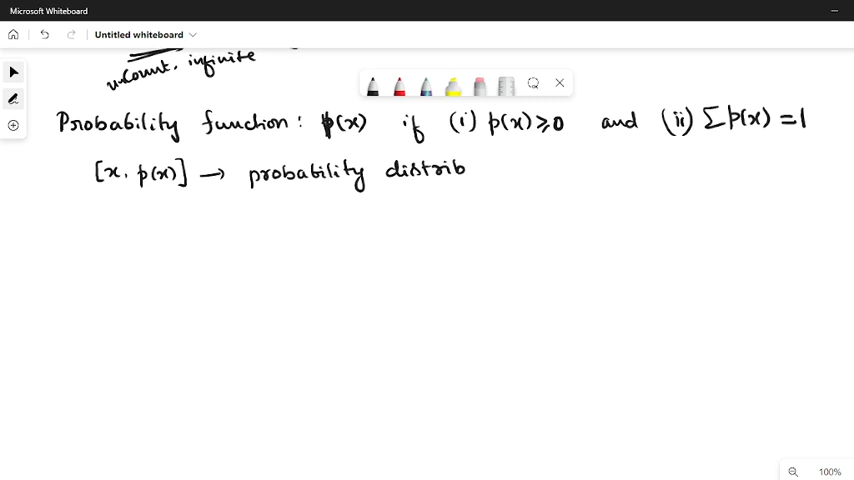 Microsoft Whiteboard
Untitled whiteboard
uncount. infinite
Probability function: p(x) if (i) p(x)≥0 and (ii) ∑p(x)=1
[x, p(x)] → probability distrib
100%